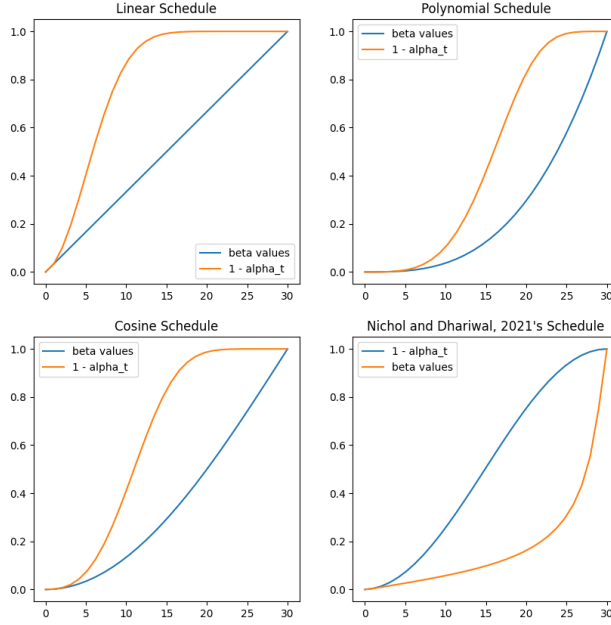 Linear Schedule
1.0
0.8
0.6
0.4
0.2
0.0
beta values
1 - alpha_t
0 5 10 15 20 25 30
Polynomial Schedule
beta values
1 - alpha_t
1.0
0.8
0.6
0.4
0.2
0.0
0 5 10 15 20 25 30
Cosine Schedule
beta values
1 - alpha_t
1.0
0.8
0.6
0.4
0.2
0.0
0 5 10 15 20 25 30
Nichol and Dhariwal, 2021's Schedule
1 - alpha_t
beta values
1.0
0.8
0.6
0.4
0.2
0.0
0 5 10 15 20 25 30